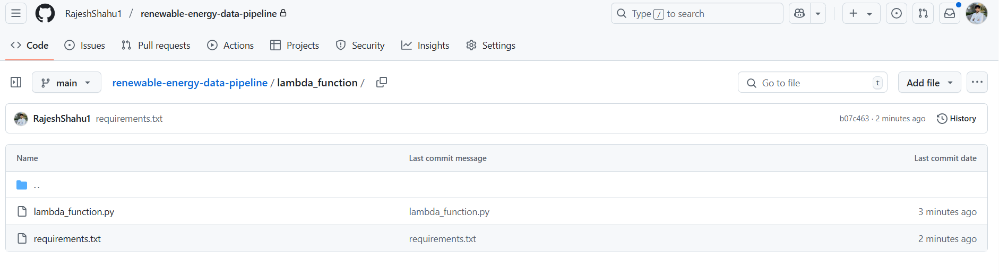 RajeshShahu1 / renewable-energy-data-pipeline Type / to search
Code Issues Pull requests Actions Projects Security Insights Settings
main renewable-energy-data-pipeline / lambda_function / Go to file t Add file
RajeshShahu1 requirements.txt b07c463 · 2 minutes ago History
Name Last commit message Last commit date
..
lambda_function.py lambda_function.py 3 minutes ago
requirements.txt requirements.txt 2 minutes ago